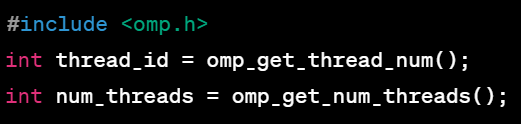 #include <omp.h>
int thread_id = omp_get_thread_num();
int num_threads = omp_get_num_threads();